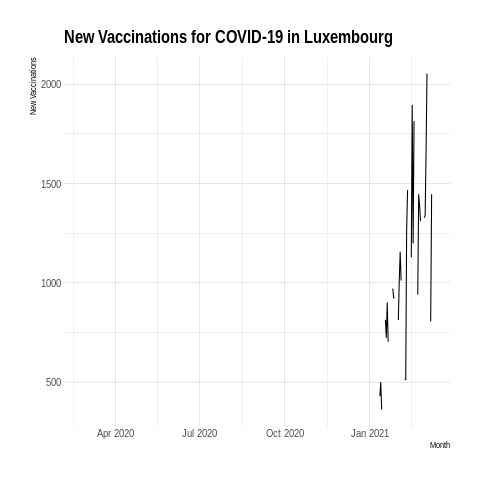 New Vaccinations for COVID-19 in Luxembourg
New Vaccinations
2000
1500
1000
500
Apr 2020 Jul 2020 Oct 2020 Jan 2021
Month